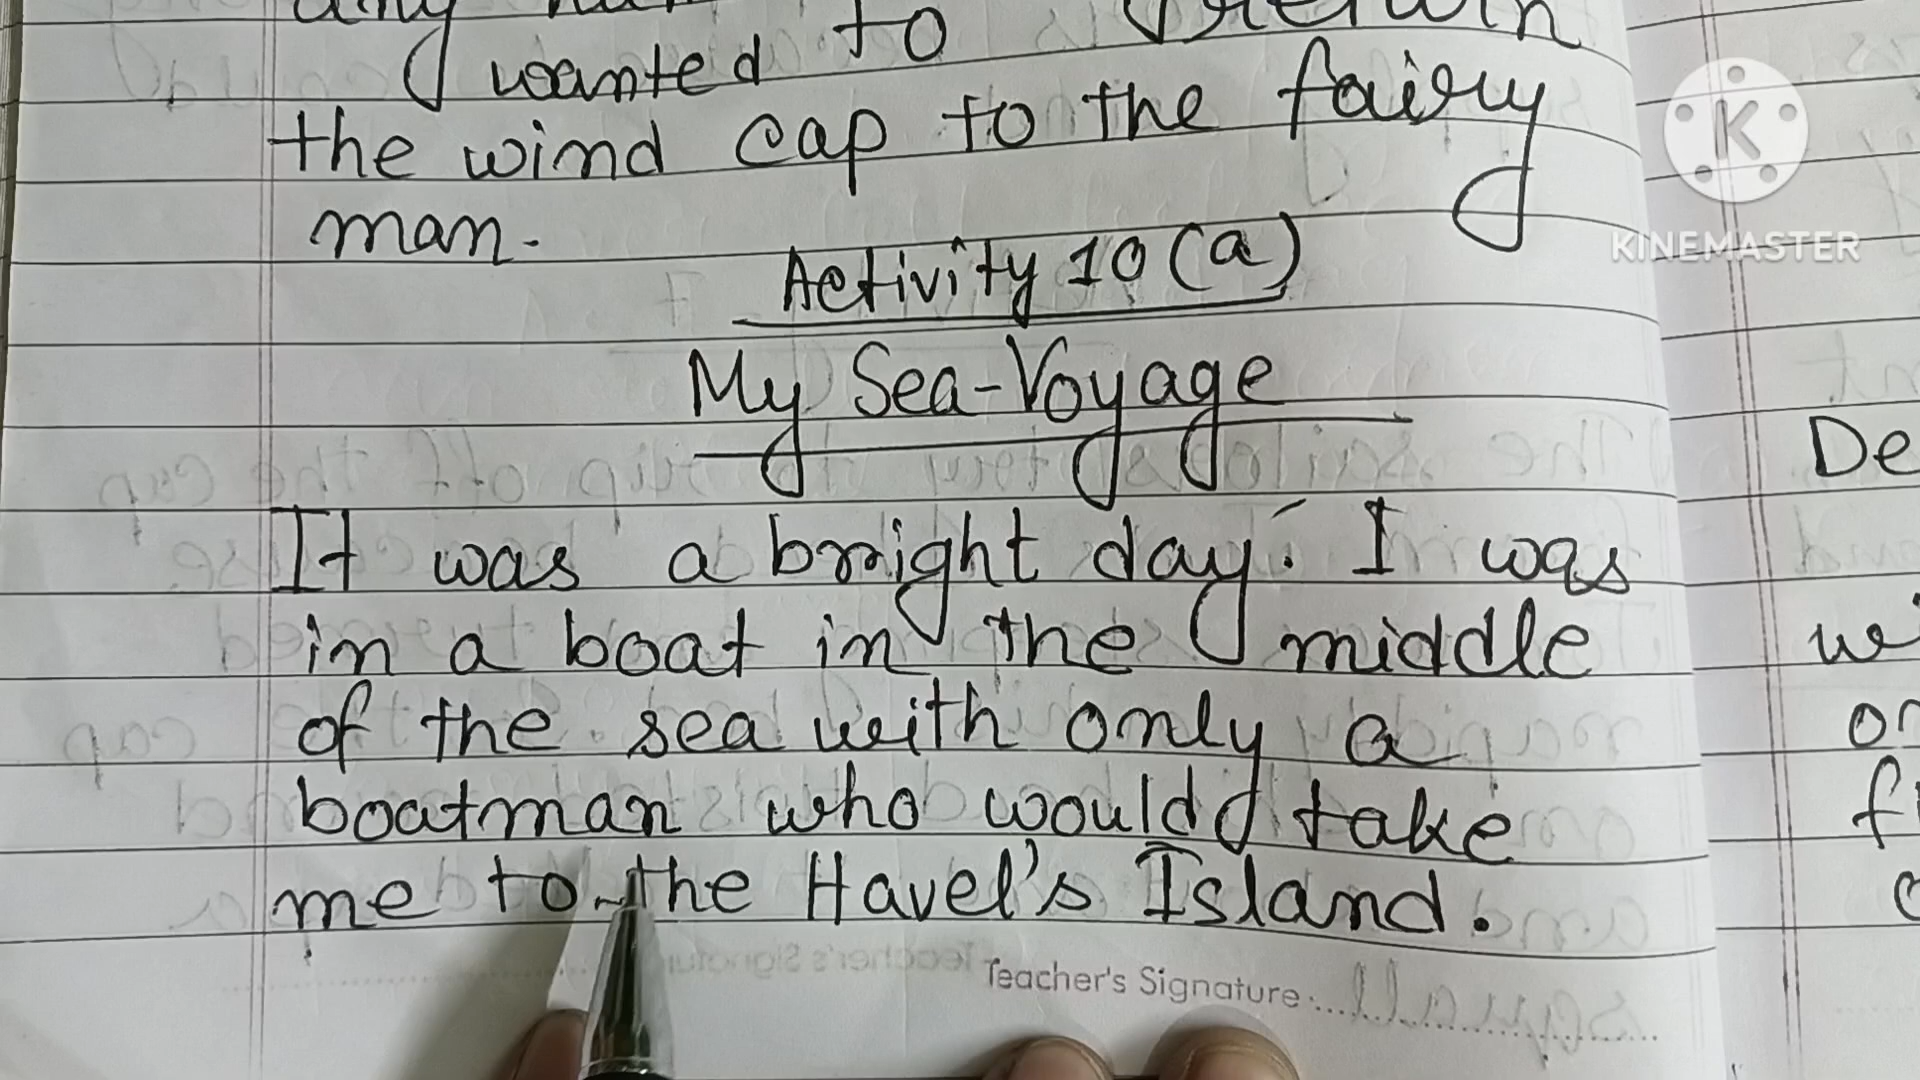 any
wanted to return
the wind cap to the fairy
man.
Activity 10 (a)
My Sea-Voyage
It was a bright day. I was
in a boat in the middle
of the sea with only a
boatman who would take
me to the Havel's Island.
Teacher's Signature
KINEMASTER
De